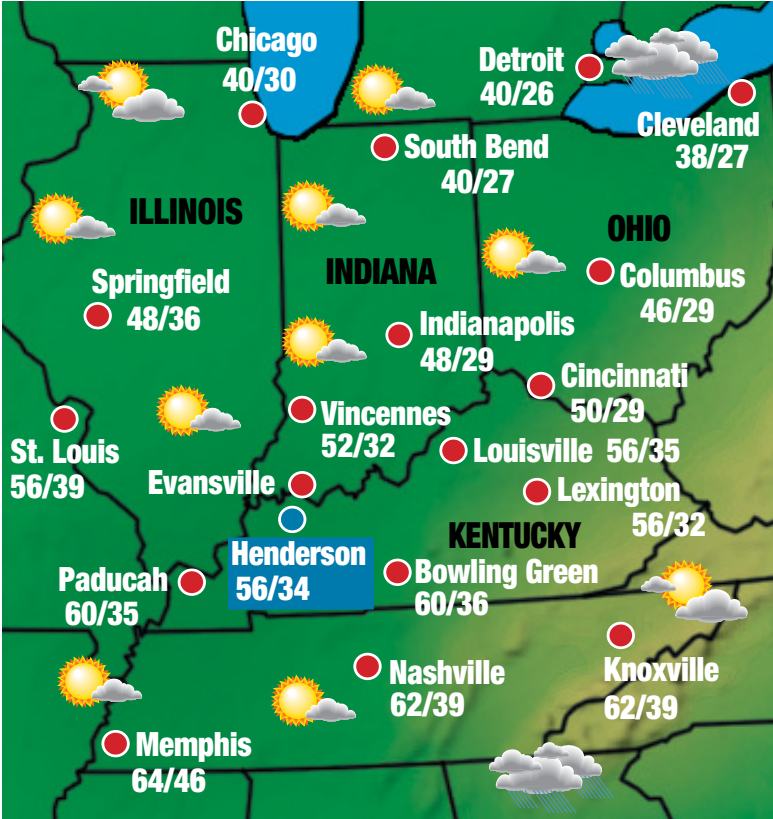 Chicago
40/30
Detroit
40/26
Cleveland
38/27
South Bend
40/27
ILLINOIS
OHIO
INDIANA
Springfield
48/36
Columbus
46/29
Indianapolis
48/29
Cincinnati
50/29
Vincennes
52/32
St. Louis
56/39
Louisville 56/35
Evansville
Lexington
56/32
KENTUCKY
Henderson
56/34
Paducah
60/35
Bowling Green
60/36
Nashville
62/39
Knoxville
62/39
Memphis
64/46